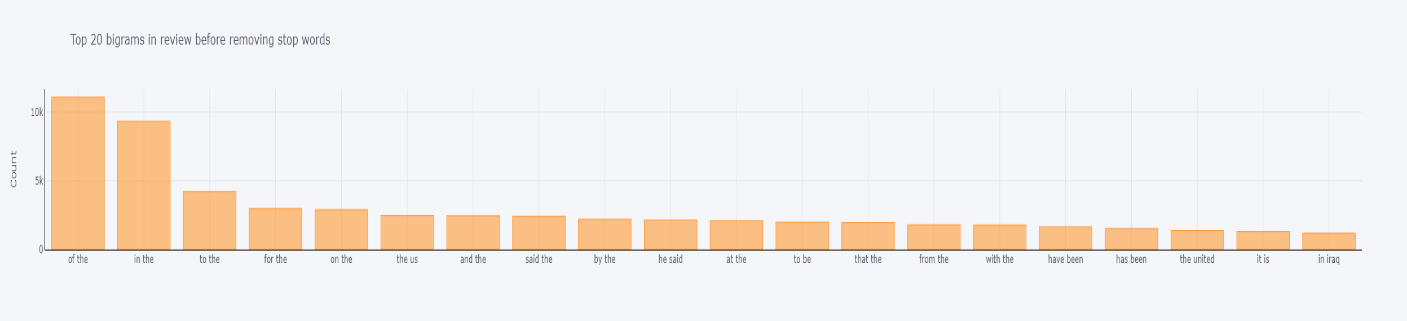 Top 20 bigrams in review before removing stop words
Count
10k
5k
0
of the in the to the for the on the the us and the said the by the he said at the to be that the from the with the have been has been the united it is in iraq